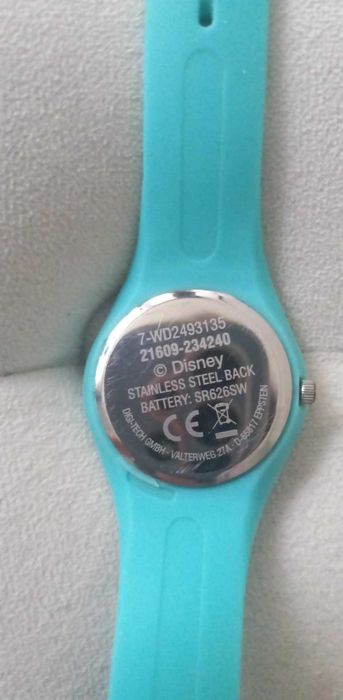 7-WD2493135
21609-234240
© Disney
STAINLESS STEEL BACK
BATTERY: SR626SW
CE
DIGI-TECH GMBH · VALTERWEG 27A · D-65817 EPPSTEIN